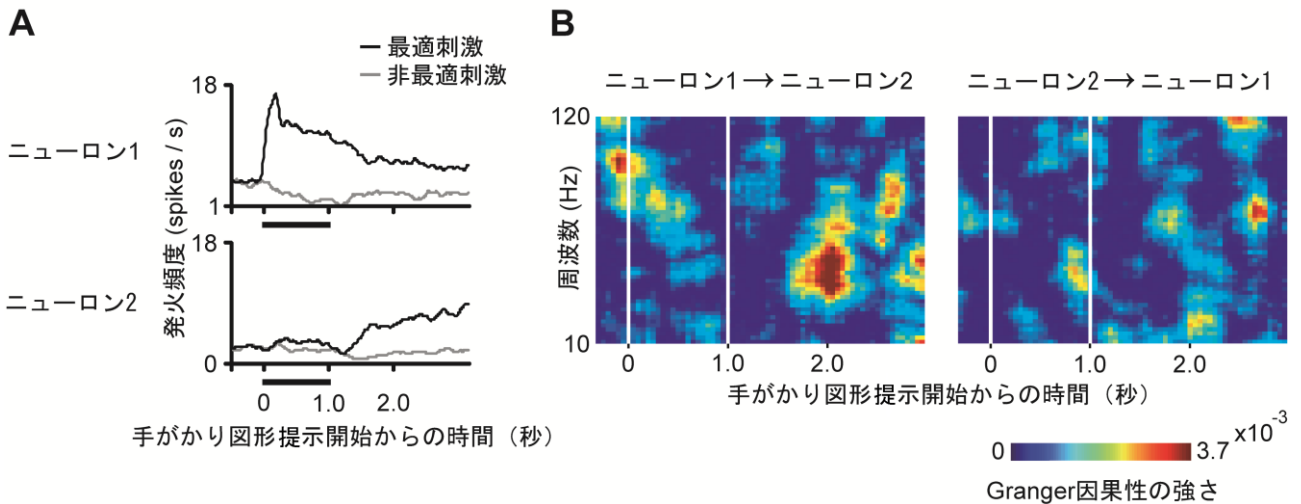 A
最適刺激
非最適刺激
ニューロン1
18
1
ニューロン2
18
0
発火頻度 (spikes / s)
0 1.0 2.0
手がかり図形提示開始からの時間（秒）
B
ニューロン1→ニューロン2
ニューロン2→ニューロン1
120
10
周波数 (Hz)
0 1.0 2.0
0 1.0 2.0
手がかり図形提示開始からの時間（秒）
0 3.7 x10-3
Granger因果性の強さ